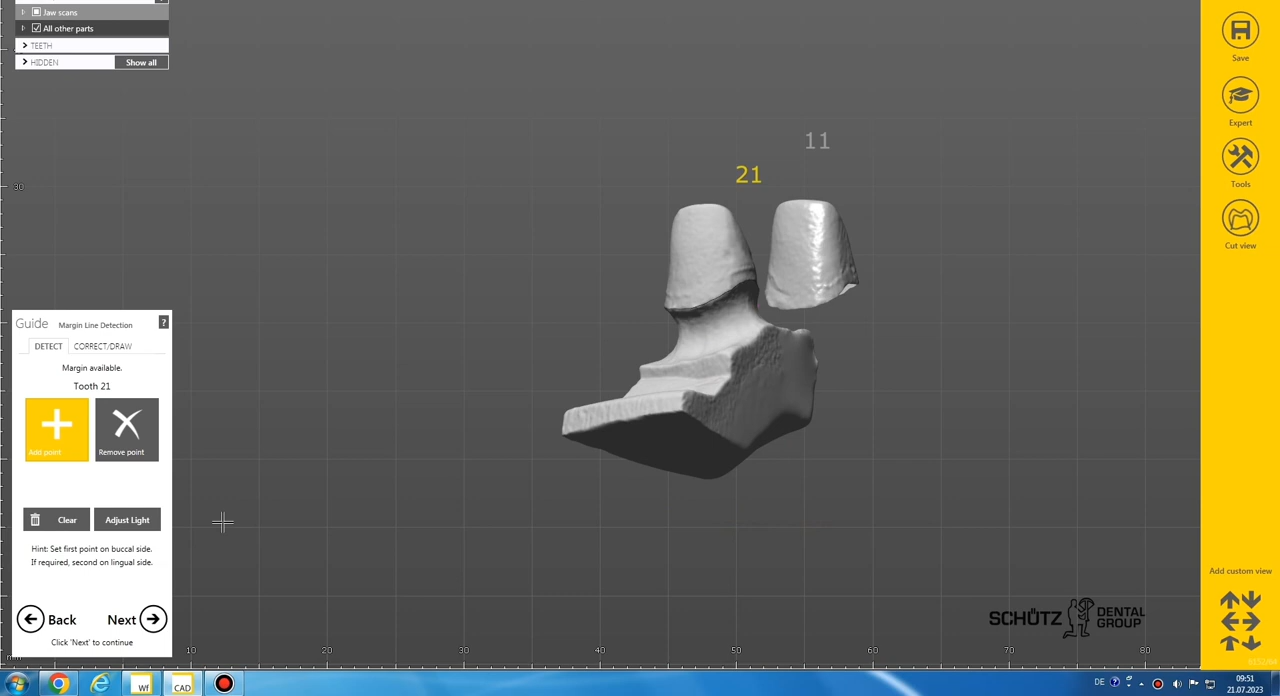 Jaw scans
All other parts
TEETH
HIDDEN
Show all
11
21
30
Guide
Margin Line Detection
?
DETECT
CORRECT/DRAW
Margin available.
Tooth 21
Add point
Remove point
Clear
Adjust Light
Hint: Set first point on buccal side.
If required, second on lingual side.
Back
Next
Click 'Next' to continue
Save
Expert
Tools
Cut view
Add custom view
SCHÜTZ DENTAL GROUP
10
20
30
40
50
60
70
80
Wf
CAD
DE
09:51
21.07.2023